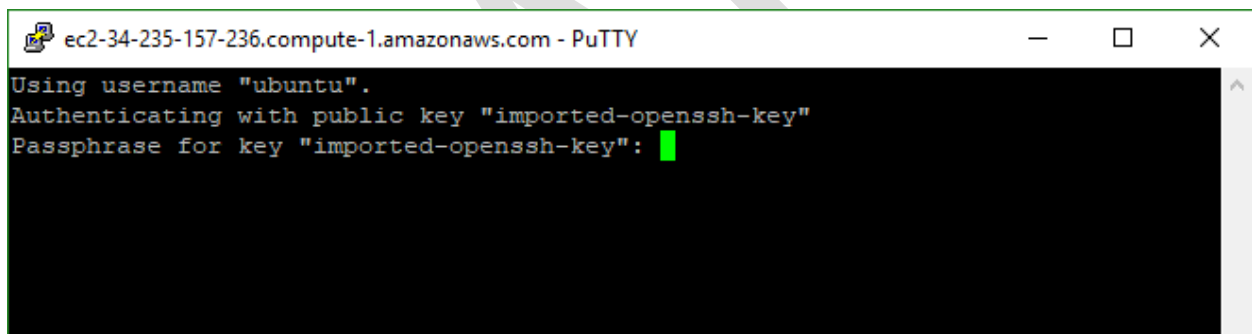 ec2-34-235-157-236.compute-1.amazonaws.com - PuTTY
Using username "ubuntu".
Authenticating with public key "imported-openssh-key"
Passphrase for key "imported-openssh-key":